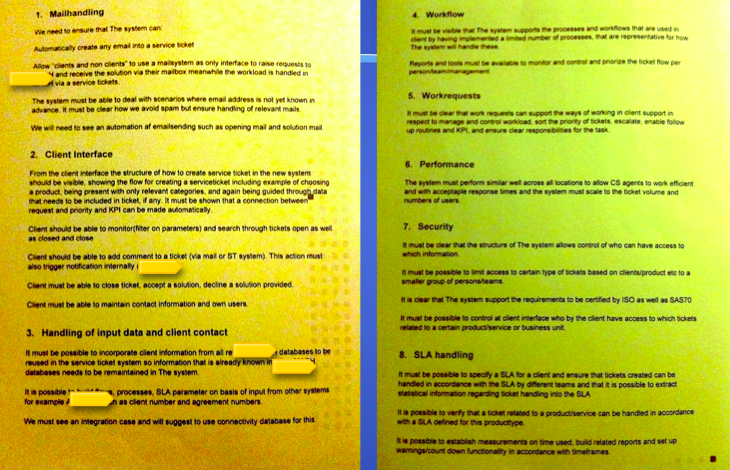 1. Mailhandling
We need to ensure that The system can:
Automatically create any email into a service ticket
Allow "clients and non clients" to use a mailsystem as only interface to raise requests to
and receive the solution via their mailbox meanwhile the workload is handled in
via a service tickets.
The system must be able to deal with scenarios where email address is not yet known in
advance. It must be clear how we avoid spam but ensure handling of relevant mails.
We will need to see an automation af emailsending such as opening mail and solution mail.
2. Client Interface
From the client interface the structure of how to create service ticket in the new system
should be visible, showing the flow for creating a serviceticket including example of choosing
a product, being present with only relevant categories, and again being guided through data
that needs to be included in ticket, if any. It must be shown that a connection between
request and priority and KPI can be made automatically.
Client should be able to monitor(filter on parameters) and search through tickets open as well
as closed and close
Client should be able to add comment to a ticket (via mail or ST system). This action must
also trigger notification internally
Client must be able to close ticket, accept a solution, decline a solution provided.
Client must be able to maintain contact information and own users.
3. Handling of input data and client contact
It must be possible to incorporate client information from all databases to be
reused in the service ticket system so information that is already known in
databases needs to be remaintained in The system.
It is possible processes, SLA parameter on basis of input from other systems
for example as client number and agreement numbers.
We must see an integration case and will suggest to use connectivity database for this.
4. Workflow
It must be visible that The system supports the processes and workflows that are used in
client by having implemented a limited number of processes, that are representative for how
The system will handle these.
Reports and tools must be available to monitor and control and priorize the ticket flow per
person/team/management.
5. Workrequests
It must be clear that work requests can support the ways of working in client support in
respect to manage and control workload, sort the priority of tickets, escalate, enable follow
up routines and KPI, and ensure clear responsibilities for the task.
6. Performance
The system must perform similar well across all locations to allow CS agents to work efficient
and with acceptable response times and the system must scale to the ticket volume and
numbers of users.
7. Security
It must be clear that the structure of The system allows control of who can have access to
which information.
It must be possible to limit access to certain type of tickets based on clients/product etc to a
smaller group of persons/teams.
It is clear that The system support the requirements to be certified by ISO as well as SAS70
It must be possible to control at client interface who by the client have access to which tickets
related to a certain product/service or business unit.
8. SLA handling
It must be possible to specify a SLA for a client and ensure that tickets created can be
handled in accordance with the SLA by different teams and that it is possible to extract
statistical information regarding ticket handling into the SLA
It is possible to verify that a ticket related to a product/service can be handled in accordance
with a SLA defined for this producttype.
It is possible to establish measurements on time used, build related reports and set up
warnings/count down functionality in accordance with timeframes.